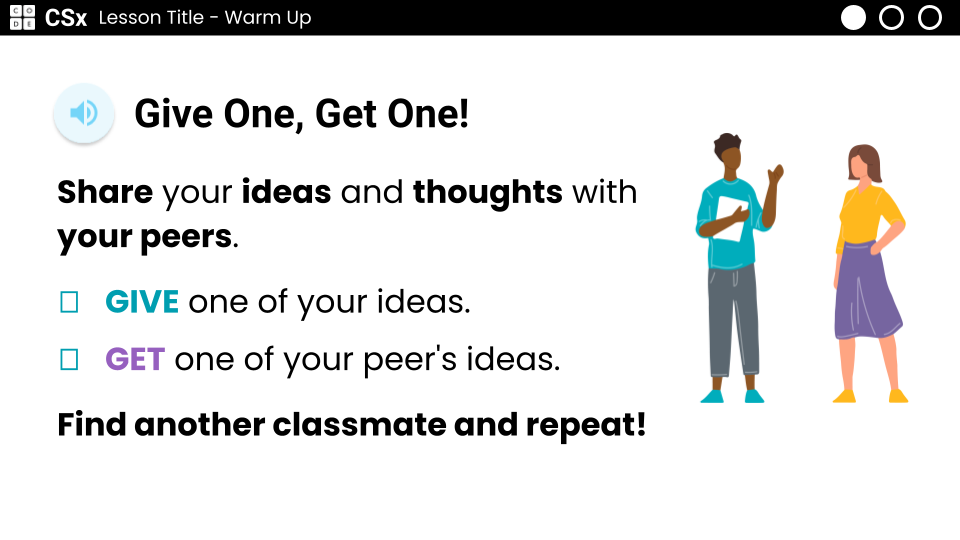 CODE CSx Lesson Title - Warm Up
Give One, Get One!
Share your ideas and thoughts with
your peers.
GIVE one of your ideas.
GET one of your peer's ideas.
Find another classmate and repeat!